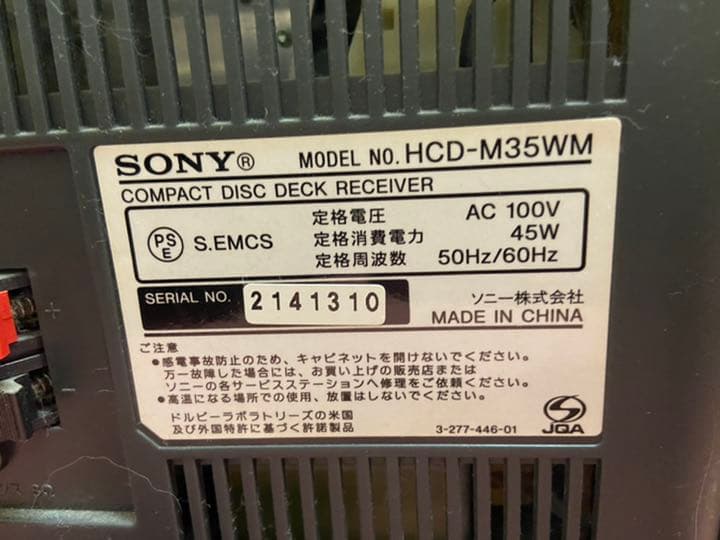 SONY® MODEL NO. HCD-M35WM
COMPACT DISC DECK RECEIVER
PSE S.EMCS
定格電圧 AC 100V
定格消費電力 45W
定格周波数 50Hz/60Hz
SERIAL NO. 2141310
ソニー株式会社
MADE IN CHINA
ご注意
●感電事故防止のため、キャビネットを開けないでください。
万一故障した場合には、お買い上げの販売店または
ソニーの各サービスステーションへ修理をご依頼ください。
●高温になる場所での使用、放置はしないでください。
ドルビーラボラトリーズの米国
及び外国特許に基づく許諾製品
3-277-446-01
JQA
+